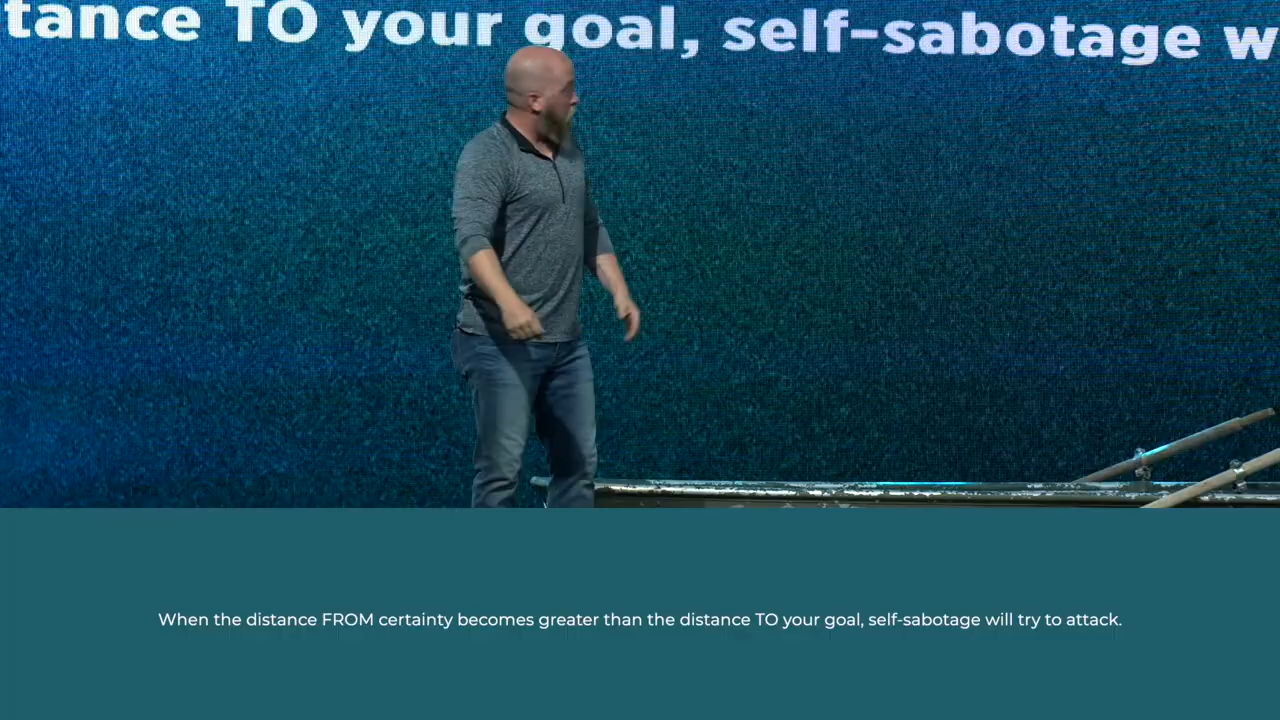 tance TO your goal, self-sabotage w
When the distance FROM certainty becomes greater than the distance TO your goal, self-sabotage will try to attack.